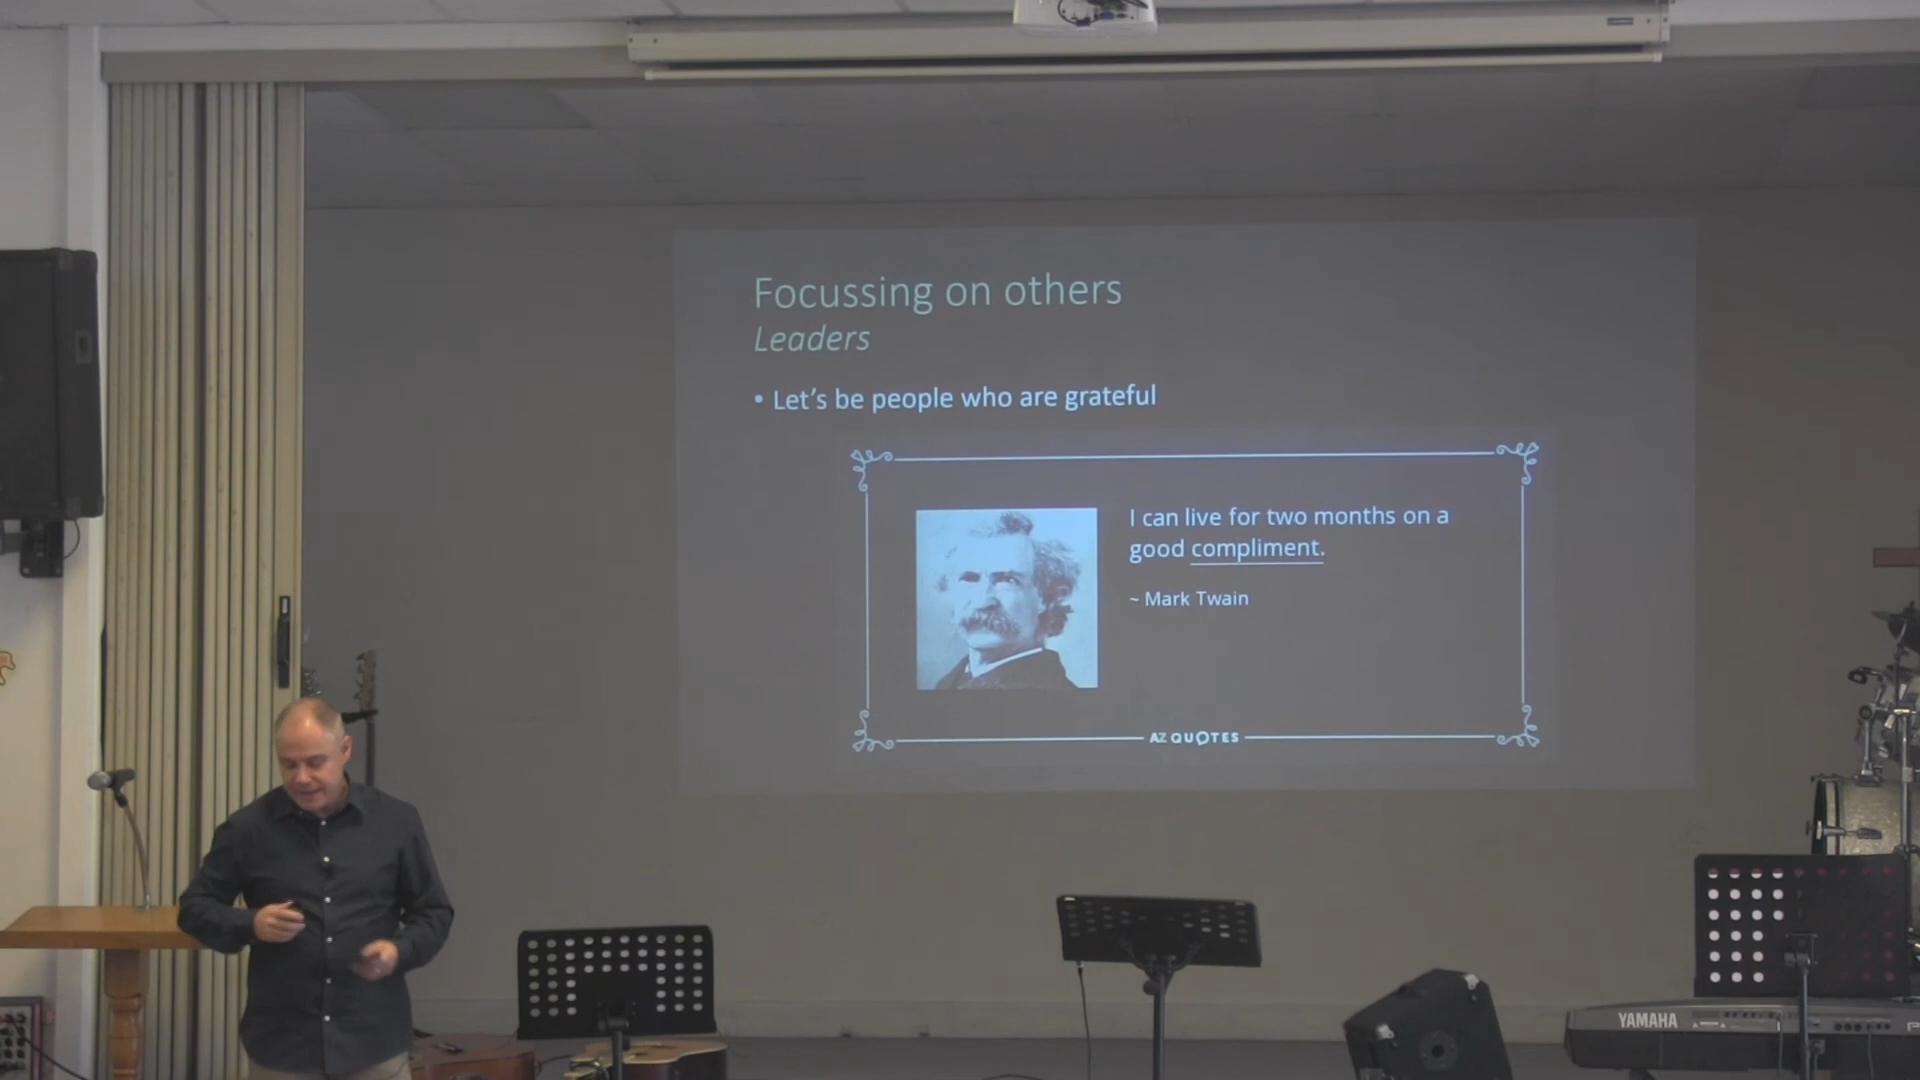 Focussing on others
Leaders
• Let's be people who are grateful
I can live for two months on a
good compliment.
~ Mark Twain
AZ QUOTES
YAMAHA